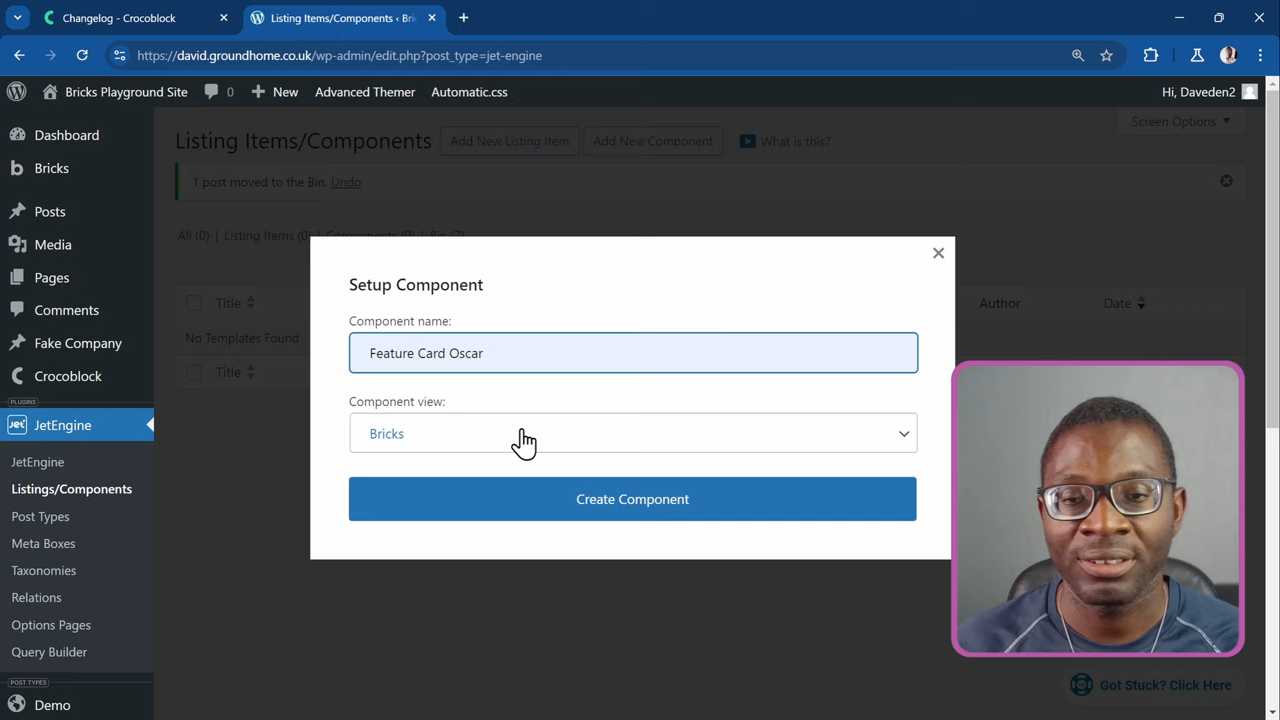 Changelog - Crocoblock
Listing Items/Components ‹ Bric
https://david.groundhome.co.uk/wp-admin/edit.php?post_type=jet-engine
Bricks Playground Site
0
New
Advanced Themer
Automatic.css
Hi, Daveden2
Dashboard
Bricks
Posts
Media
Pages
Comments
Fake Company
Crocoblock
PLUGINS
Jet
JetEngine
JetEngine
Listings/Components
Post Types
Meta Boxes
Taxonomies
Relations
Options Pages
Query Builder
POST TYPES
Demo
Screen Options
Listing Items/Components
Add New Listing Item
Add New Component
What is this?
1 post moved to the Bin. Undo
All (0) | Listing Items (0) | Components (0) | Bin (7)
Title
Author
Date
No Templates Found
Title
Setup Component
Component name:
Feature Card Oscar
Component view:
Bricks
Create Component
Got Stuck? Click Here